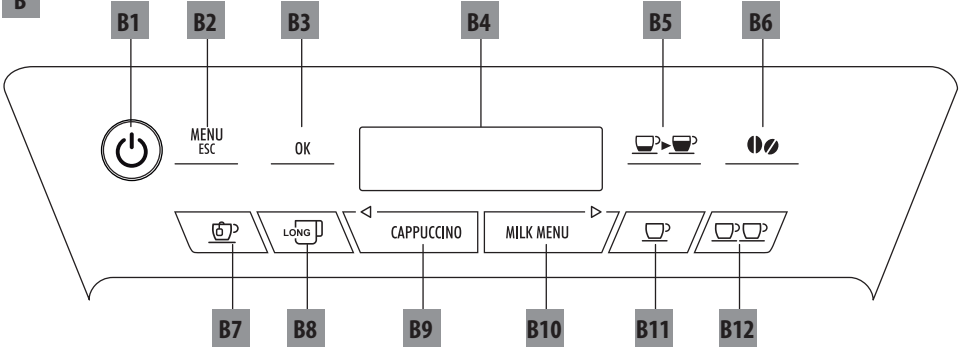 B
B1 B2 B3 B4 B5 B6
MENU
ESC
OK
LONG
CAPPUCCINO
MILK MENU
B7 B8 B9 B10 B11 B12